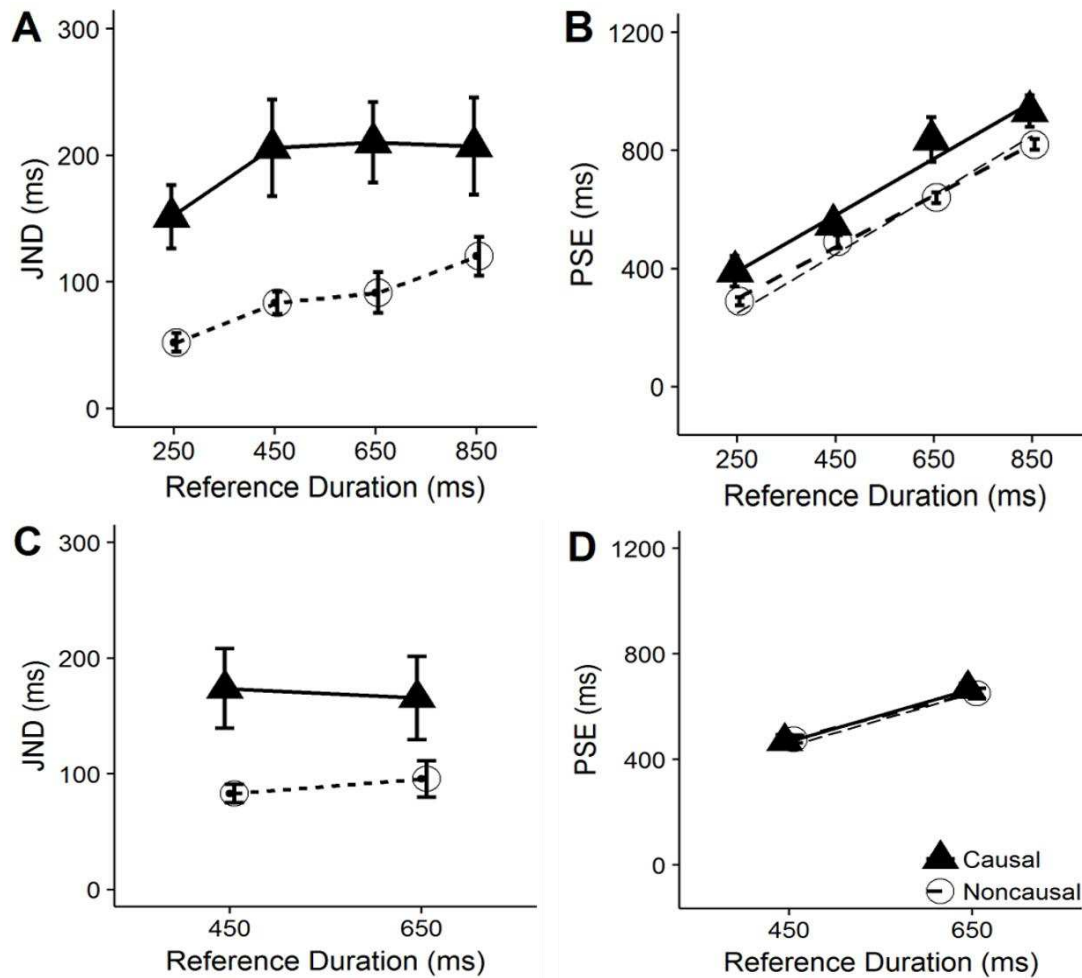 A
300
200
100
0
JND (ms)
250 450 650 850
Reference Duration (ms)
B
1200
800
400
0
PSE (ms)
250 450 650 850
Reference Duration (ms)
C
300
200
100
0
JND (ms)
450 650
Reference Duration (ms)
D
1200
800
400
0
PSE (ms)
Causal
Noncausal
450 650
Reference Duration (ms)